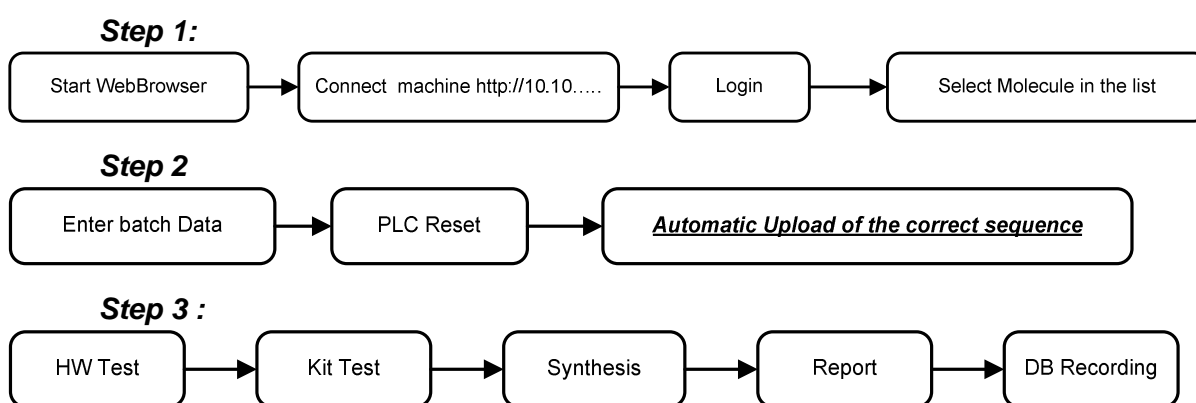 Step 1:
Start WebBrowser
Connect machine http://10.10.....
Login
Select Molecule in the list
Step 2
Enter batch Data
PLC Reset
Automatic Upload of the correct sequence
Step 3 :
HW Test
Kit Test
Synthesis
Report
DB Recording